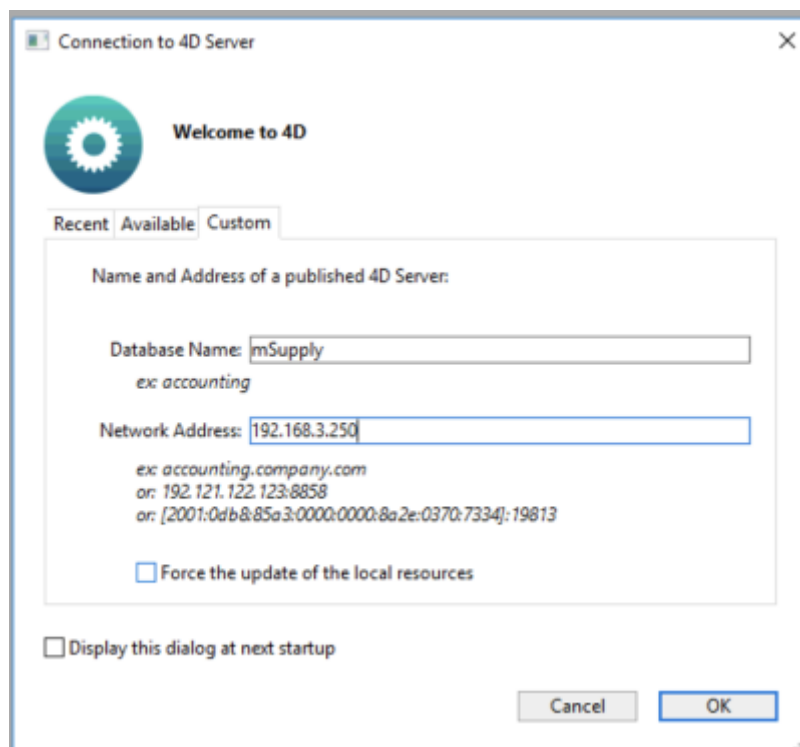 Connection to 4D Server
Welcome to 4D
Recent Available Custom
Name and Address of a published 4D Server:
Database Name: mSupply
ex: accounting
Network Address: 192.168.3.250
ex: accounting.company.com
or: 192.121.122.123:8858
or: [2001:0db8:85a3:0000:0000:8a2e:0370:7334]:19813
Force the update of the local resources
Display this dialog at next startup
Cancel OK